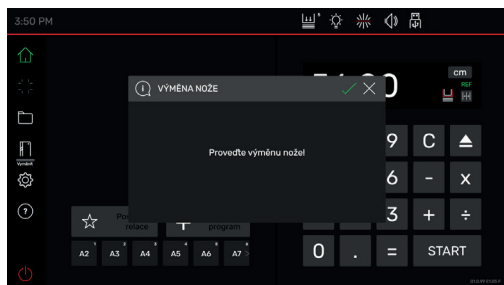 3:50 PM
cm
REF
VÝMĚNA NOŽE
Proveďte výměnu nože!
Vyměnit
9 C
6 - x
3 + ÷
relace
program
A2 A3 A4 A5 A6 A7 >
0 . = START